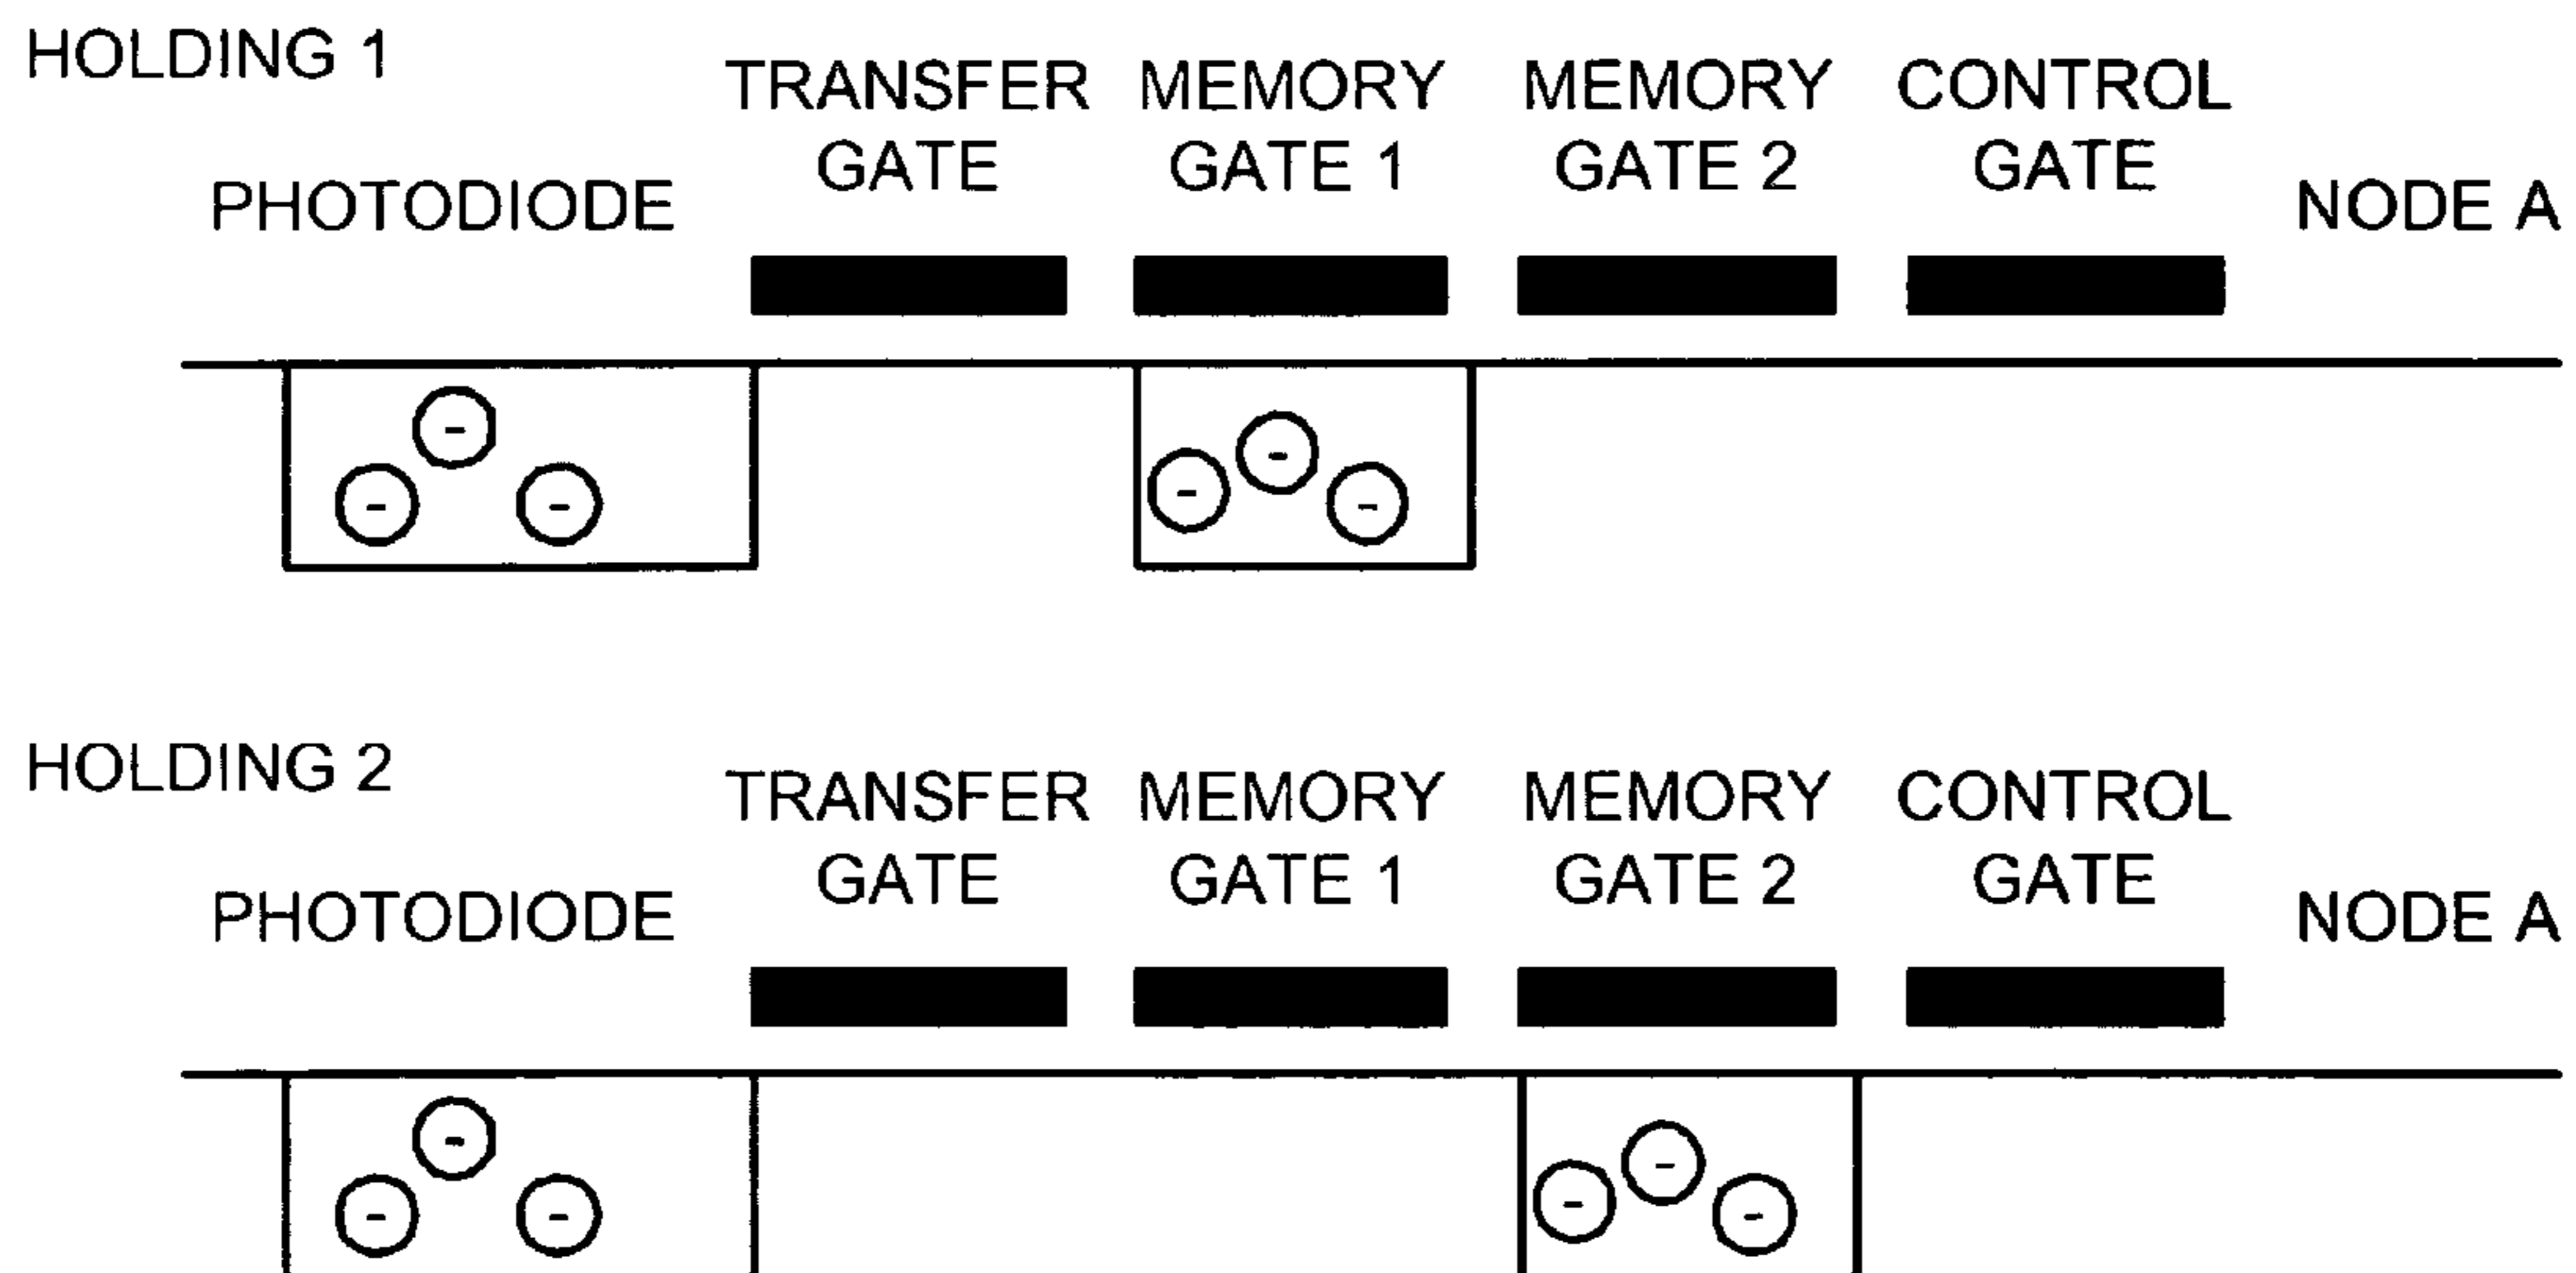 HOLDING 1
TRANSFER GATE
MEMORY GATE 1
MEMORY GATE 2
CONTROL GATE
PHOTODIODE
NODE A
-
-
-
-
-
-
HOLDING 2
TRANSFER GATE
MEMORY GATE 1
MEMORY GATE 2
CONTROL GATE
PHOTODIODE
NODE A
-
-
-
-
-
-